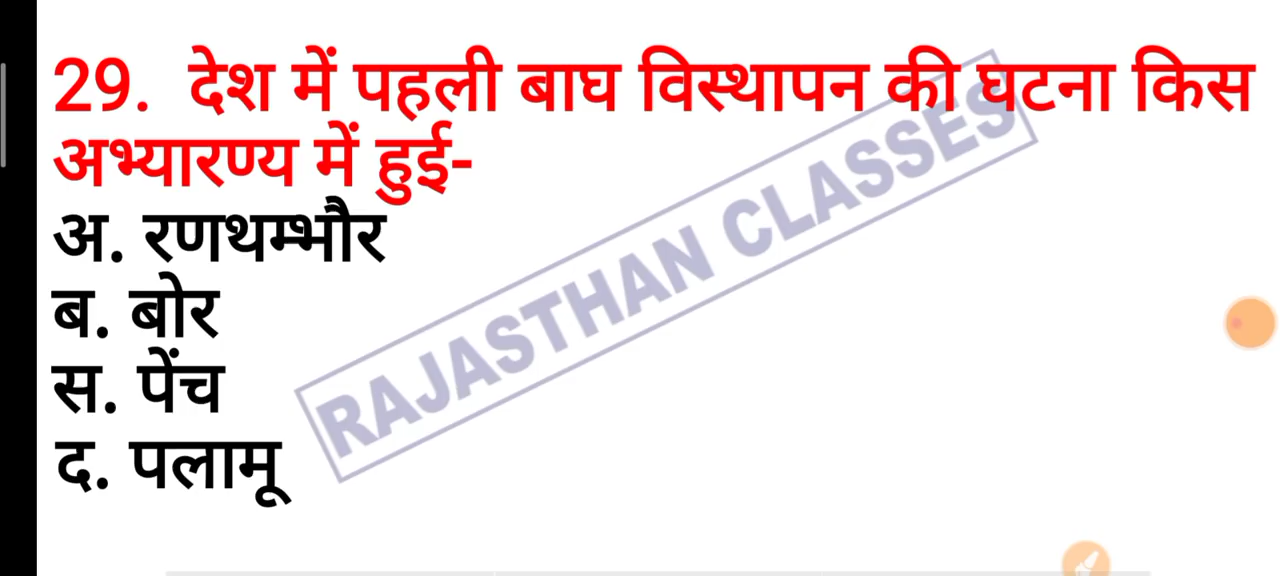 29. देश में पहली बाघ विस्थापन की घटना किस
अभ्यारण्य में हुई-
अ. रणथम्भौर
ब. बोर
स. पेंच
द. पलामू
RAJASTHAN CLASSES